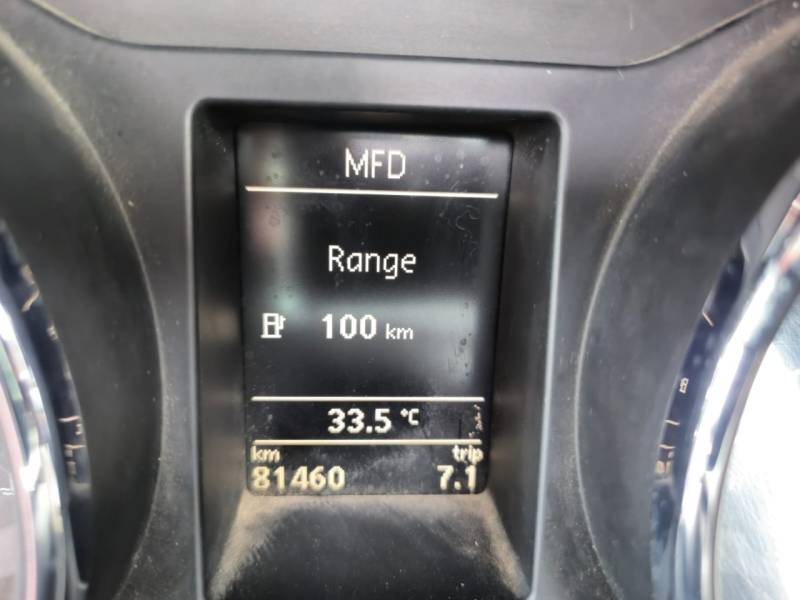 MFD
Range
100 km
33.5 °C
km trip
81460 7.1